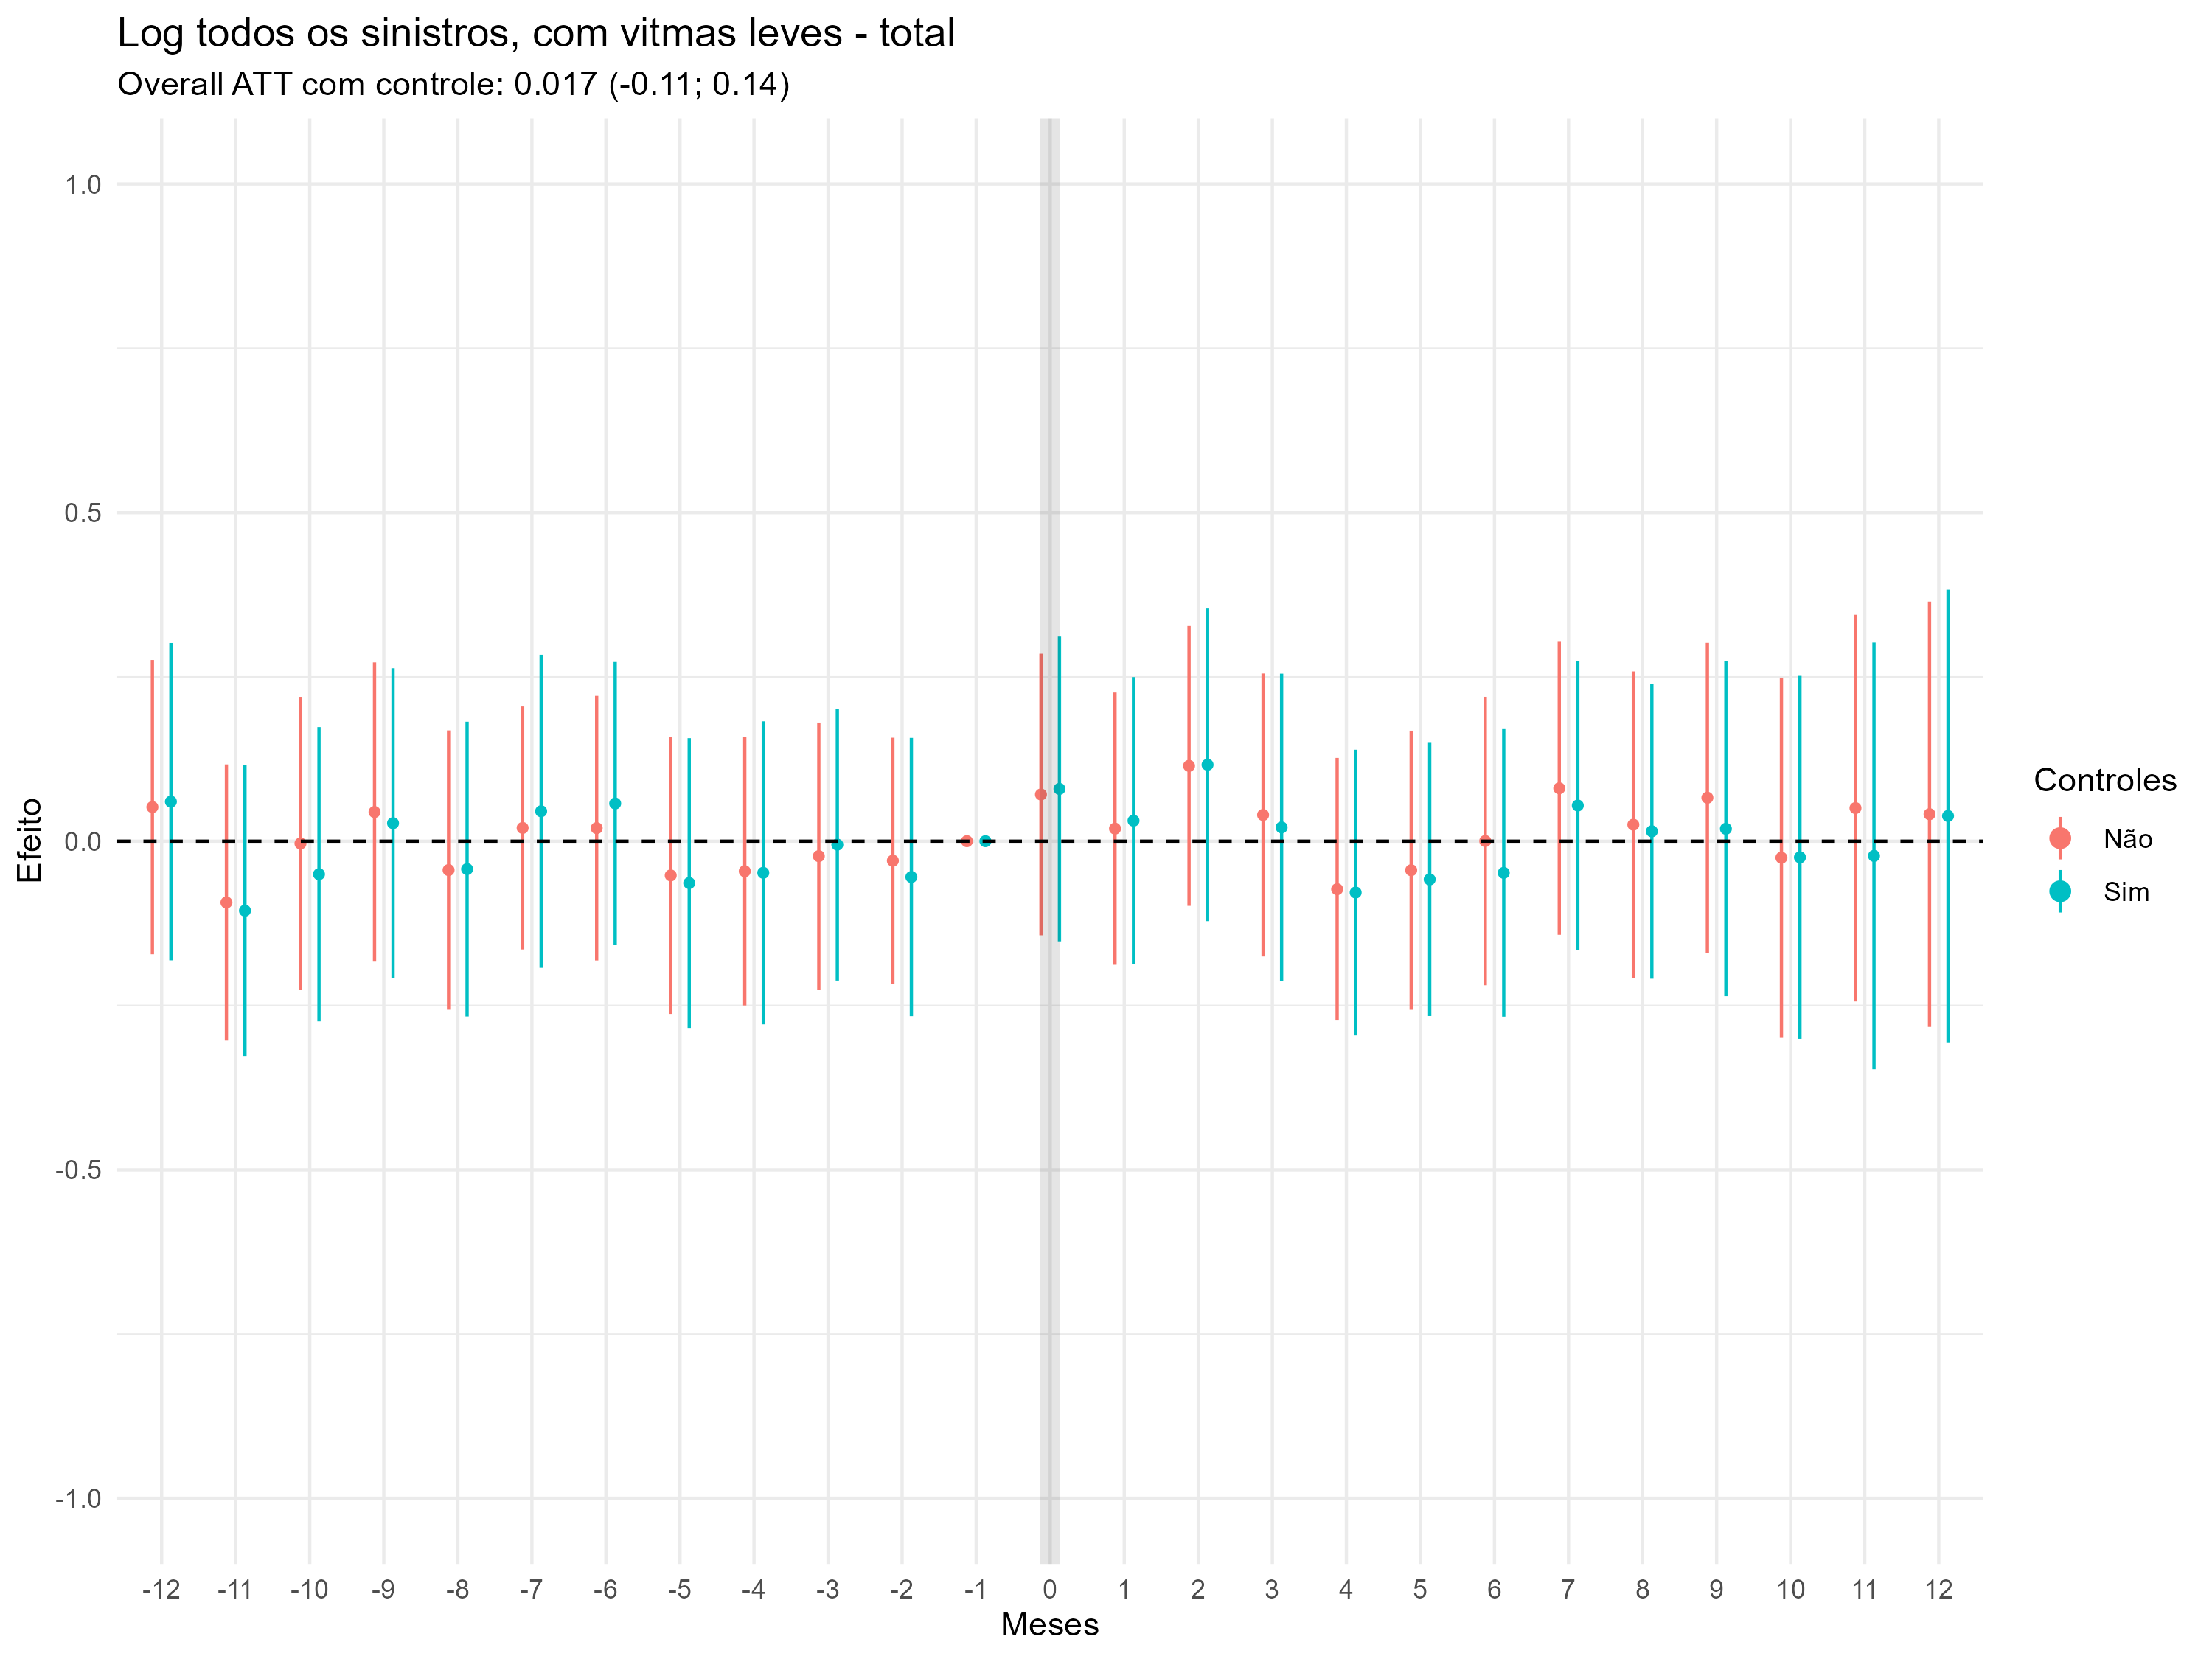 Log todos os sinistros, com vitmas leves - total
Overall ATT com controle: 0.017 (-0.11; 0.14)
1.0
0.5
0.0
-0.5
-1.0
Efeito
-12 -11 -10 -9 -8 -7 -6 -5 -4 -3 -2 -1 0 1 2 3 4 5 6 7 8 9 10 11 12
Meses
Controles
Não
Sim